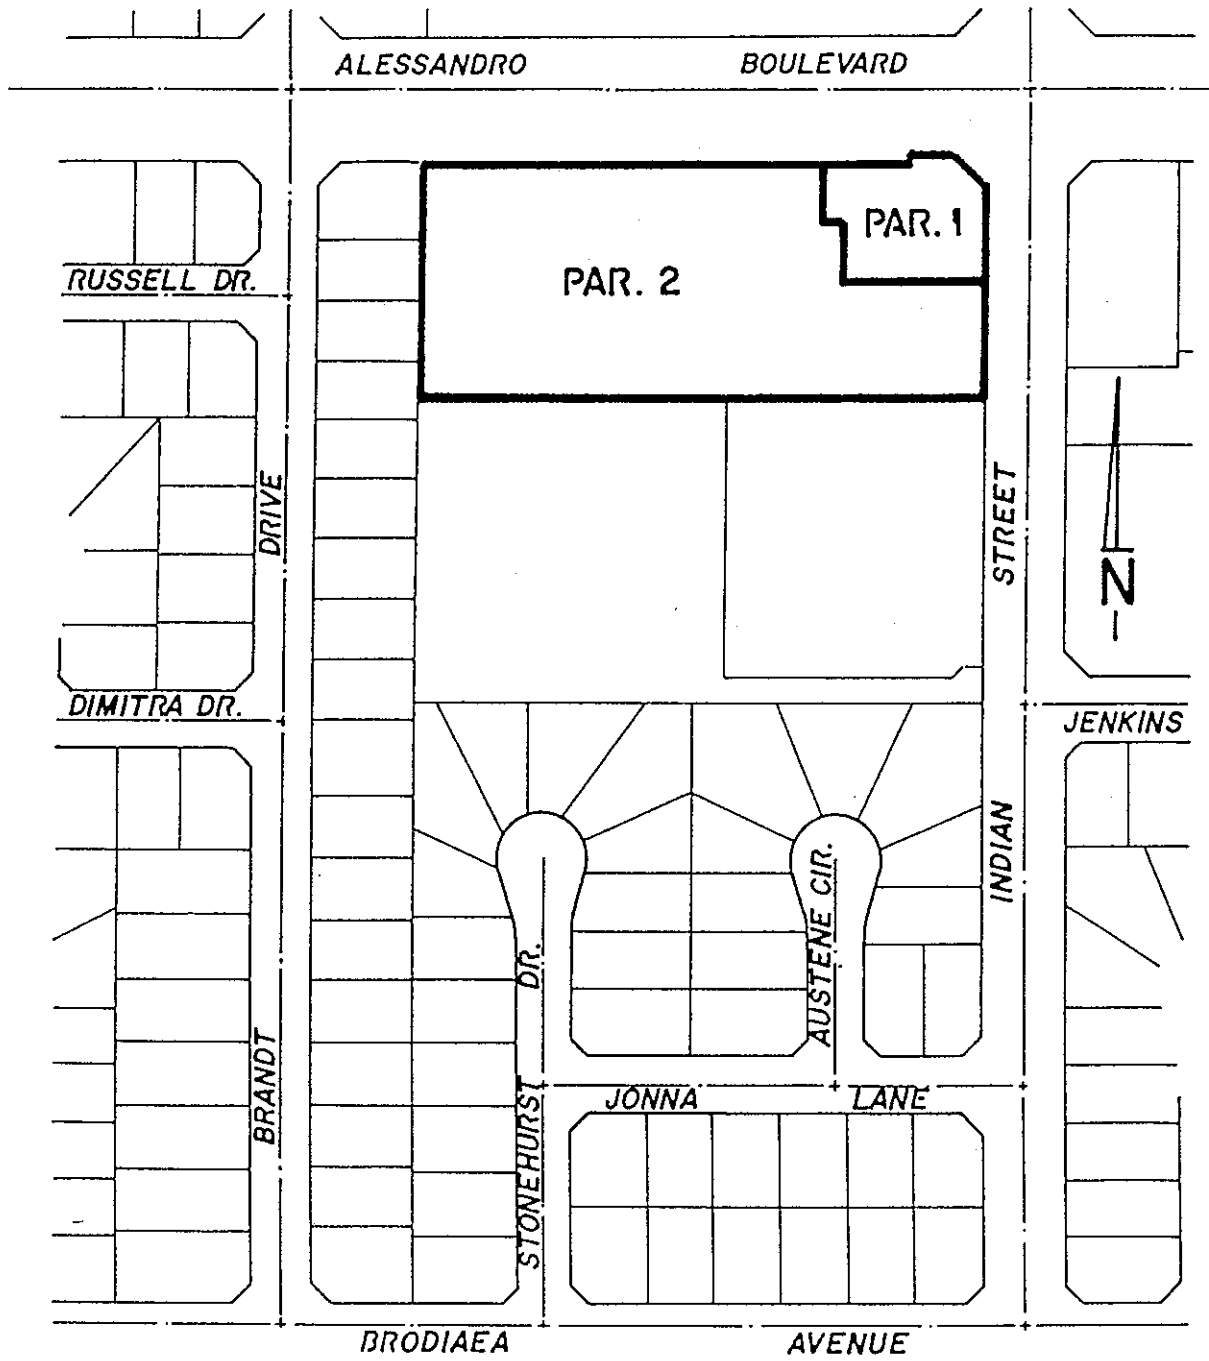 ALESSANDRO BOULEVARD
PAR. 1
PAR. 2
RUSSELL DR.
DRIVE
STREET
N
DIMITRA DR.
JENKINS
INDIAN
AUSTENE CIR.
DR.
BRANDT
STONEHURST
JONNA LANE
BRODIAEA AVENUE